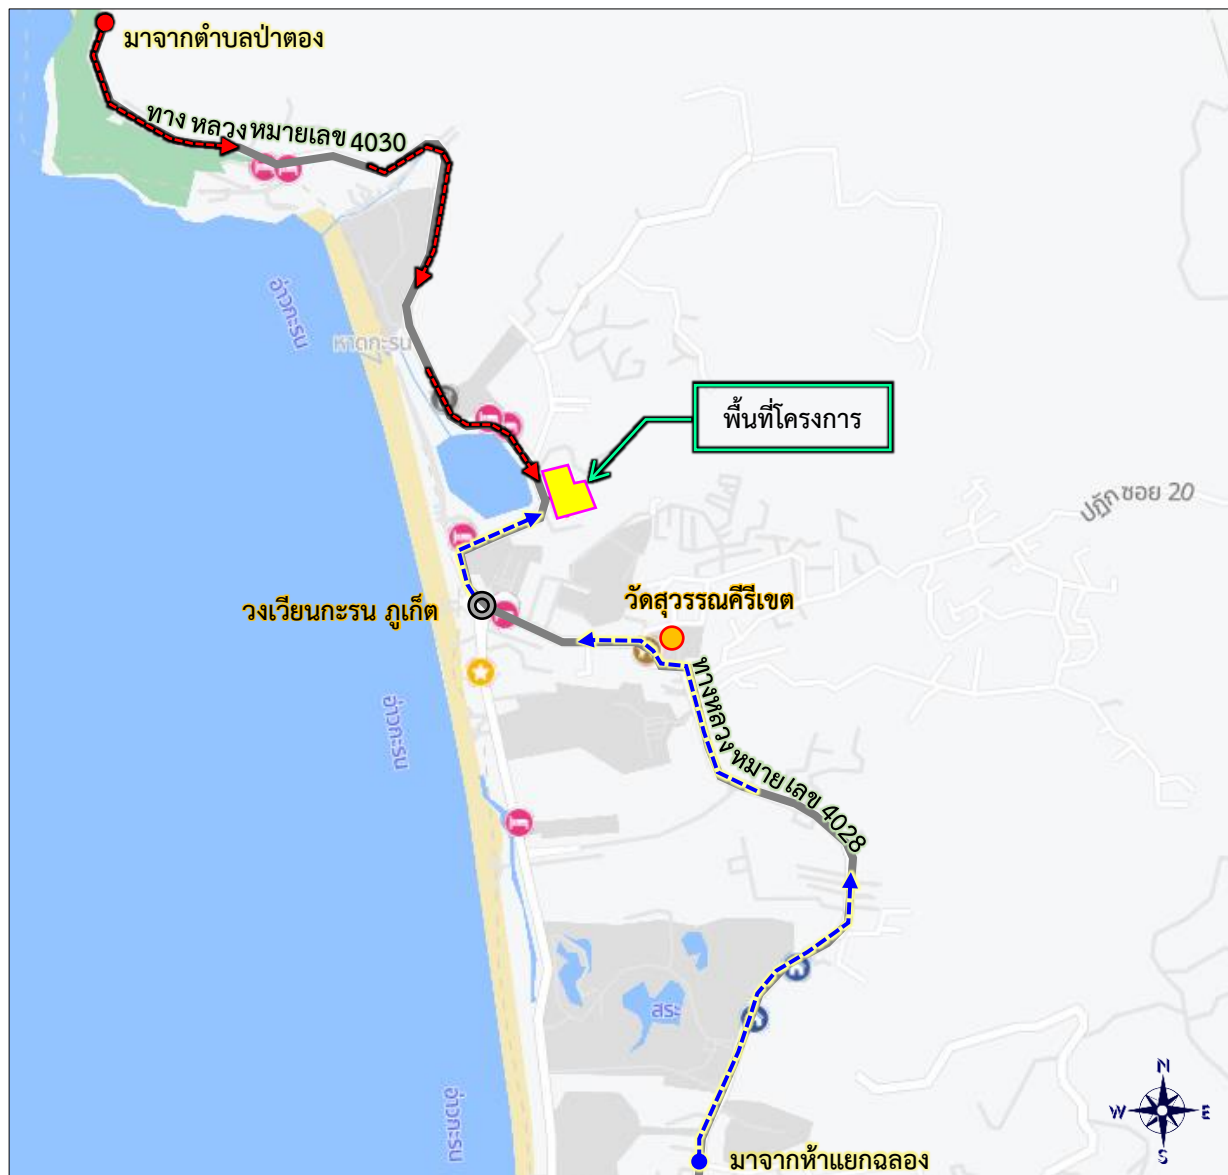 มาจากตำบลป่าตอง
ทาง หลวง หมายเลข 4030
อ่าวกะรน
หาดกะรน
พื้นที่โครงการ
ปฏัก ซอย 20
วงเวียนกะรน ภูเก็ต
วัดสุวรรณคีรีเขต
อ่าวกะรน
ทางหลวง หมาย เลข 4028
สระ
อ่าวกะรน
N
W E
S
มาจากห้าแยกฉลอง